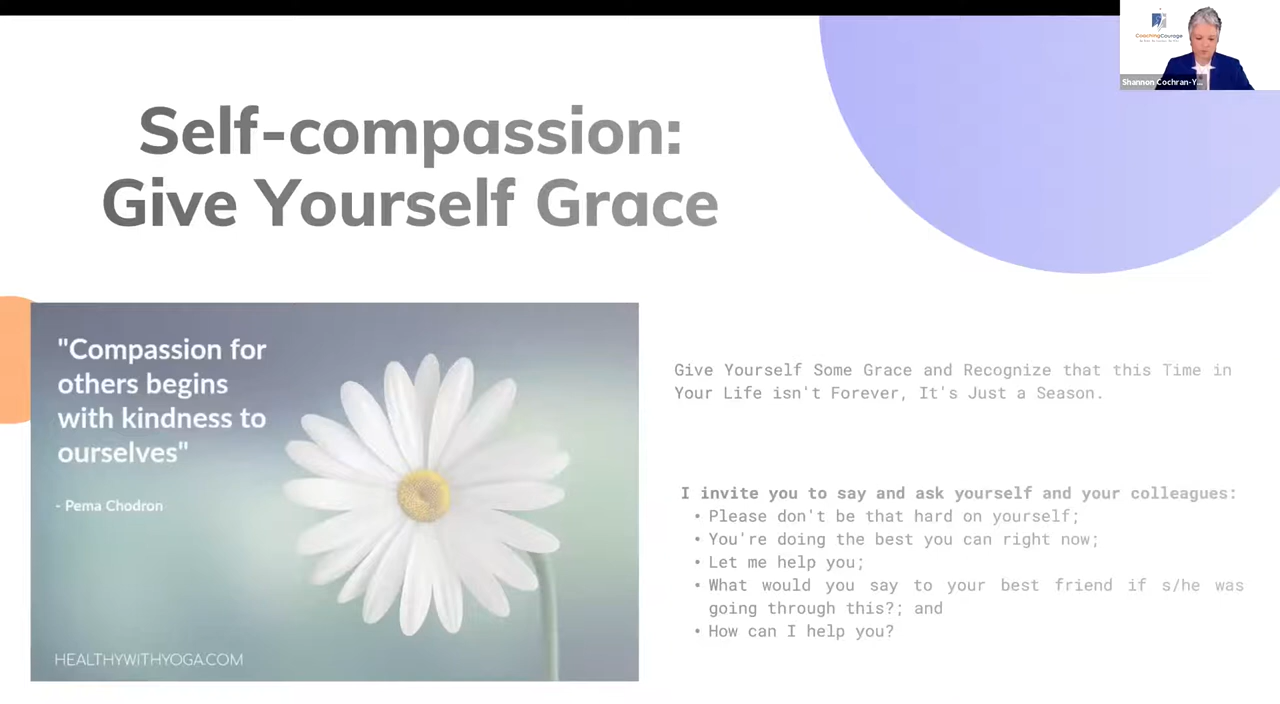 CoachingCourage
Shannon Cochran-Y...
Self-compassion:
Give Yourself Grace
"Compassion for
others begins
with kindness to
ourselves"
- Pema Chodron
HEALTHYWITHYOGA.COM
Give Yourself Some Grace and Recognize that this Time in
Your Life isn't Forever, It's Just a Season.
I invite you to say and ask yourself and your colleagues:
• Please don't be that hard on yourself;
• You're doing the best you can right now;
• Let me help you;
• What would you say to your best friend if s/he was
going through this?; and
• How can I help you?